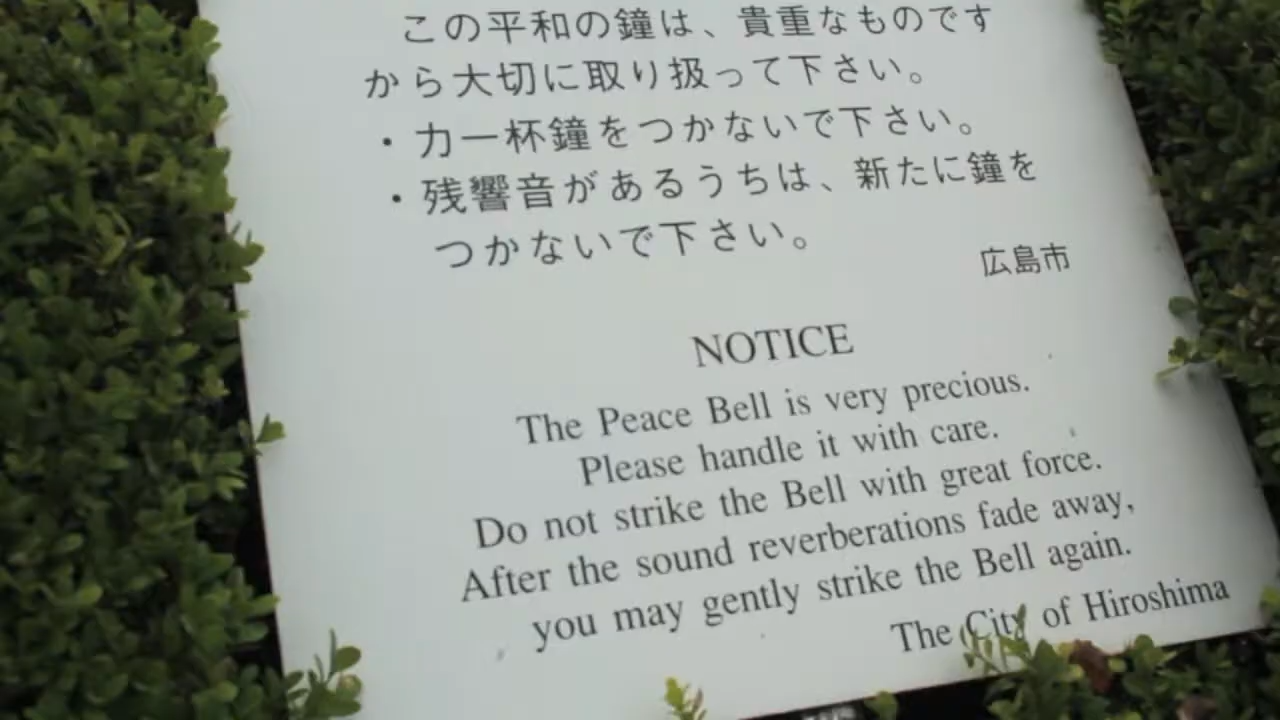 この平和の鐘は、貴重なものです
から大切に取り扱って下さい。
・力一杯鐘をつかないで下さい。
・残響音があるうちは、新たに鐘を
つかないで下さい。
広島市
NOTICE
The Peace Bell is very precious.
Please handle it with care.
Do not strike the Bell with great force.
After the sound reverberations fade away,
you may gently strike the Bell again.
The City of Hiroshima